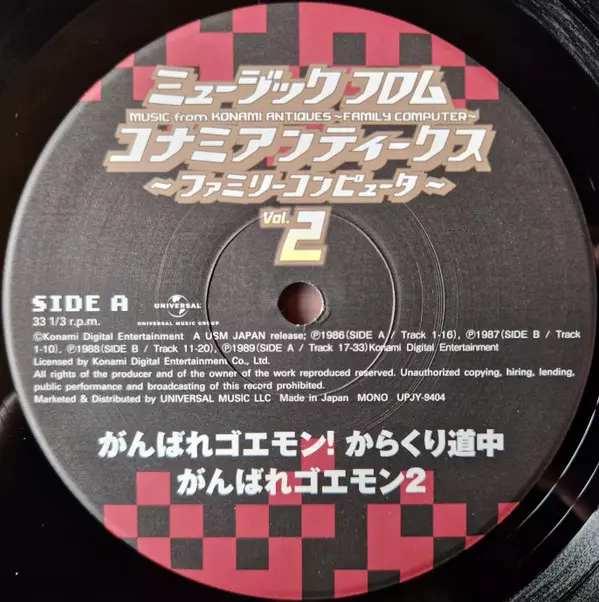 ミュージック フロム
MUSIC from KONAMI ANTIQUES ~FAMILY COMPUTER~
コナミアンティークス
～ファミリーコンピュータ～
Vol.
2
SIDE A
33 1/3 r.p.m.
UNIVERSAL
UNIVERSAL MUSIC GROUP
©Konami Digital Entertainment A USM JAPAN release; ℗1986(SIDE A / Track 1-16), ℗1987(SIDE B / Track
1-10), ℗1988(SIDE B / Track 11-20), ℗1989(SIDE A / Track 17-33)Konami Digital Entertainment
Licensed by Konami Digital Entertainment Co., Ltd.
All rights of the producer and of the owner of the work reproduced reserved. Unauthorized copying, hiring, lending,
public performance and broadcasting of this record prohibited.
Marketed & Distributed by UNIVERSAL MUSIC LLC Made in Japan MONO UPJY-9404
がんばれゴエモン! からくり道中
がんばれゴエモン2